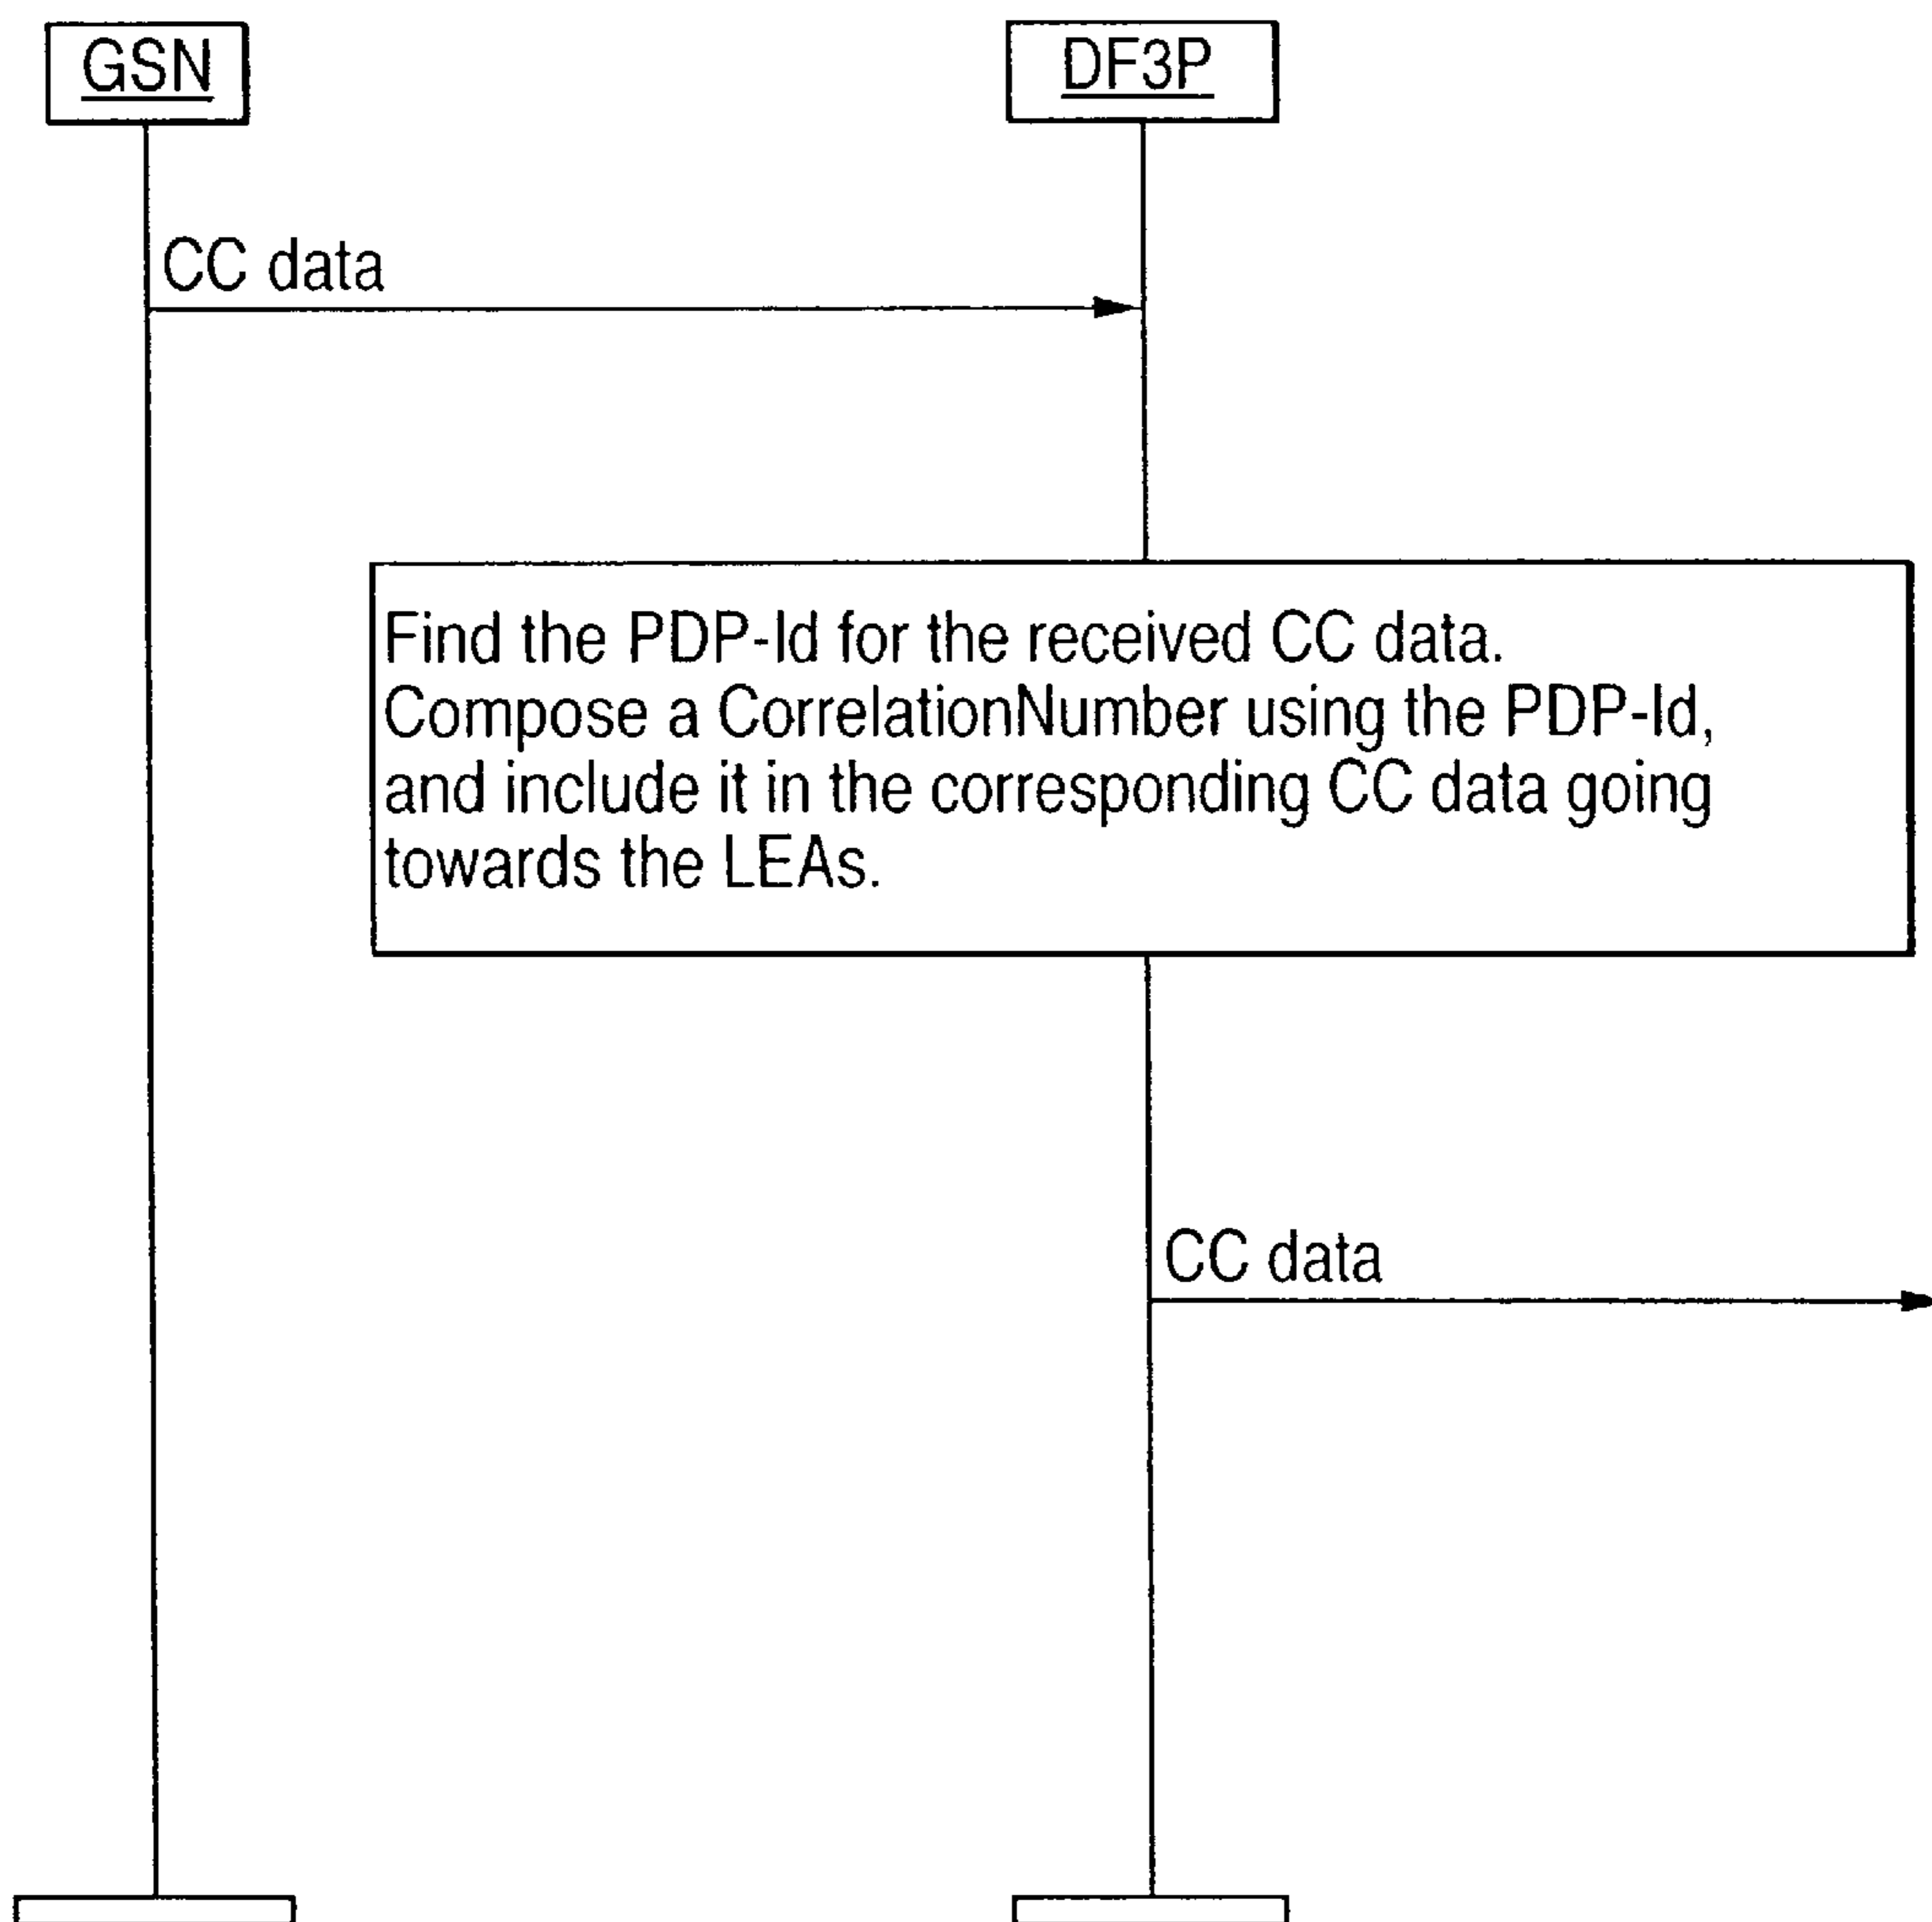 GSN
DF3P
CC data
Find the PDP-Id for the received CC data.
Compose a CorrelationNumber using the PDP-Id,
and include it in the corresponding CC data going
towards the LEAs.
CC data